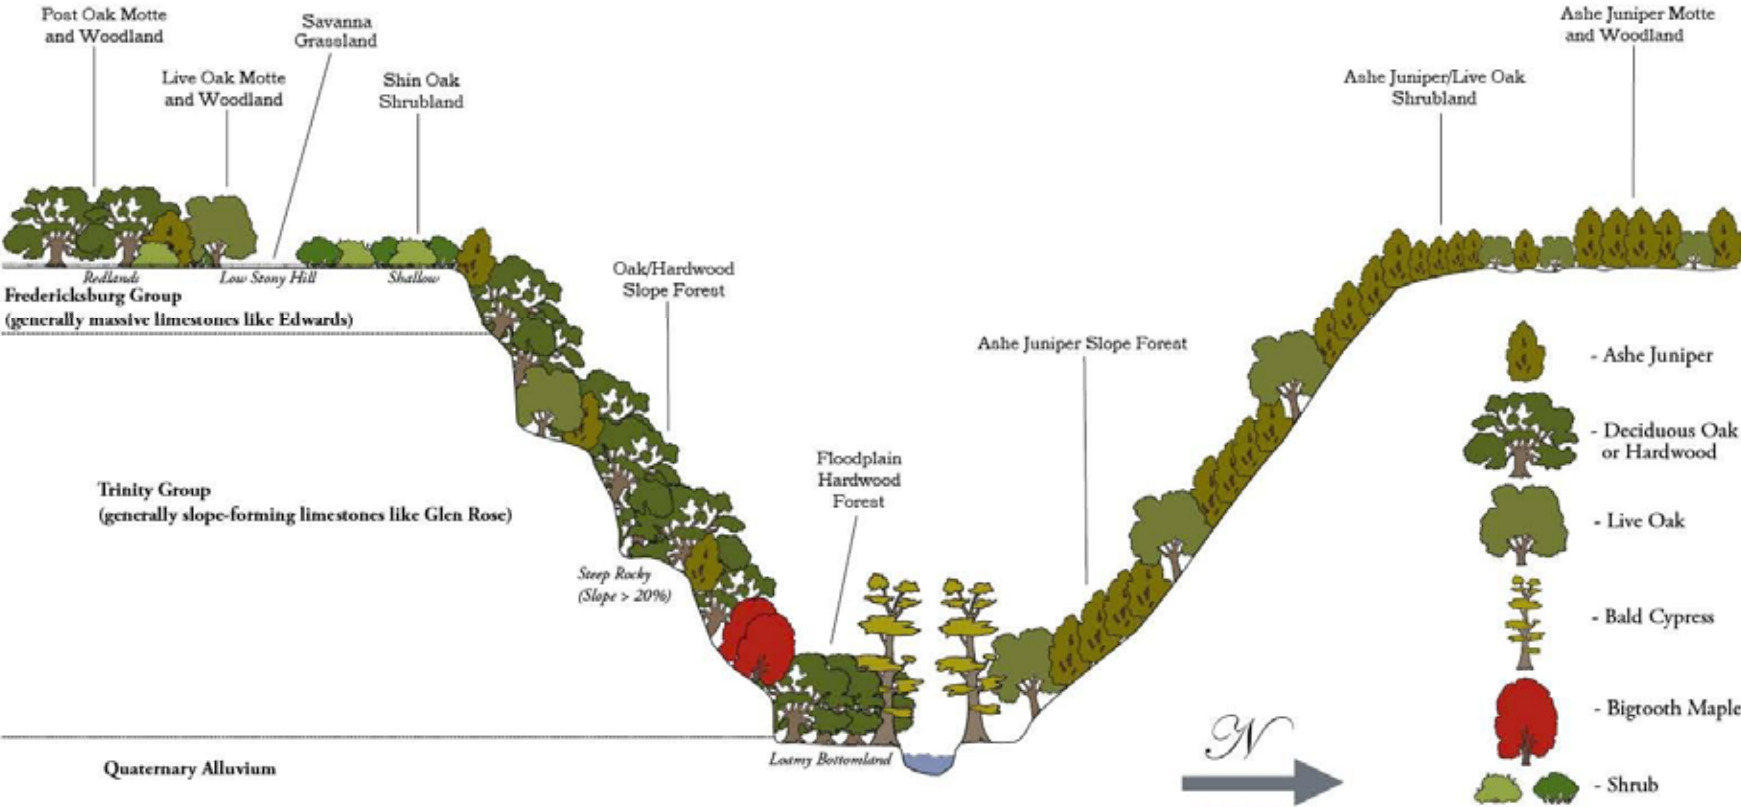 Post Oak Motte
and Woodland
Live Oak Motte
and Woodland
Savanna
Grassland
Shin Oak
Shrubland
Ashe Juniper/Live Oak
Shrubland
Ashe Juniper Motte
and Woodland
Redlands
Low Stony Hill
Shallow
Fredericksburg Group
(generally massive limestones like Edwards)
Oak/Hardwood
Slope Forest
Ashe Juniper Slope Forest
Floodplain
Hardwood
Forest
Trinity Group
(generally slope-forming limestones like Glen Rose)
Steep Rocky
(Slope > 20%)
Loamy Bottomland
Quaternary Alluvium
N
- Ashe Juniper
- Deciduous Oak
or Hardwood
- Live Oak
- Bald Cypress
- Bigtooth Maple
- Shrub